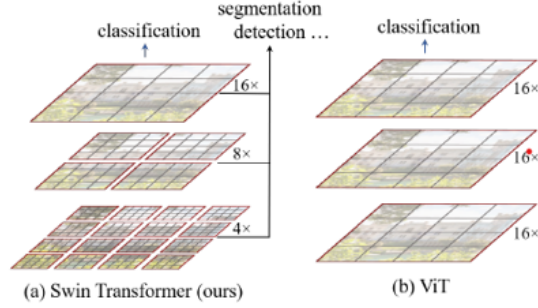 segmentation
classification
detection ...
classification
16×
16×
8×
16×
4×
16×
(a) Swin Transformer (ours)
(b) ViT